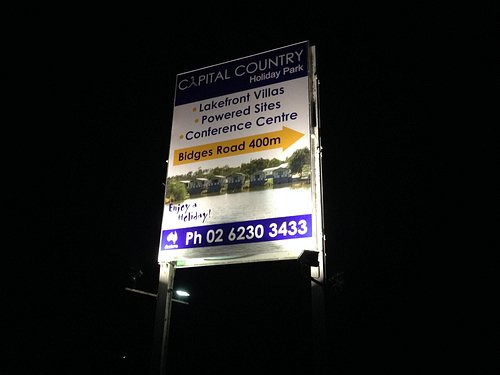 CAPITAL COUNTRY
Holiday Park
• Lakefront Villas
• Powered Sites
• Conference Centre
Bidges Road 400m
Enjoy a
Holiday!
Ph 02 6230 3433